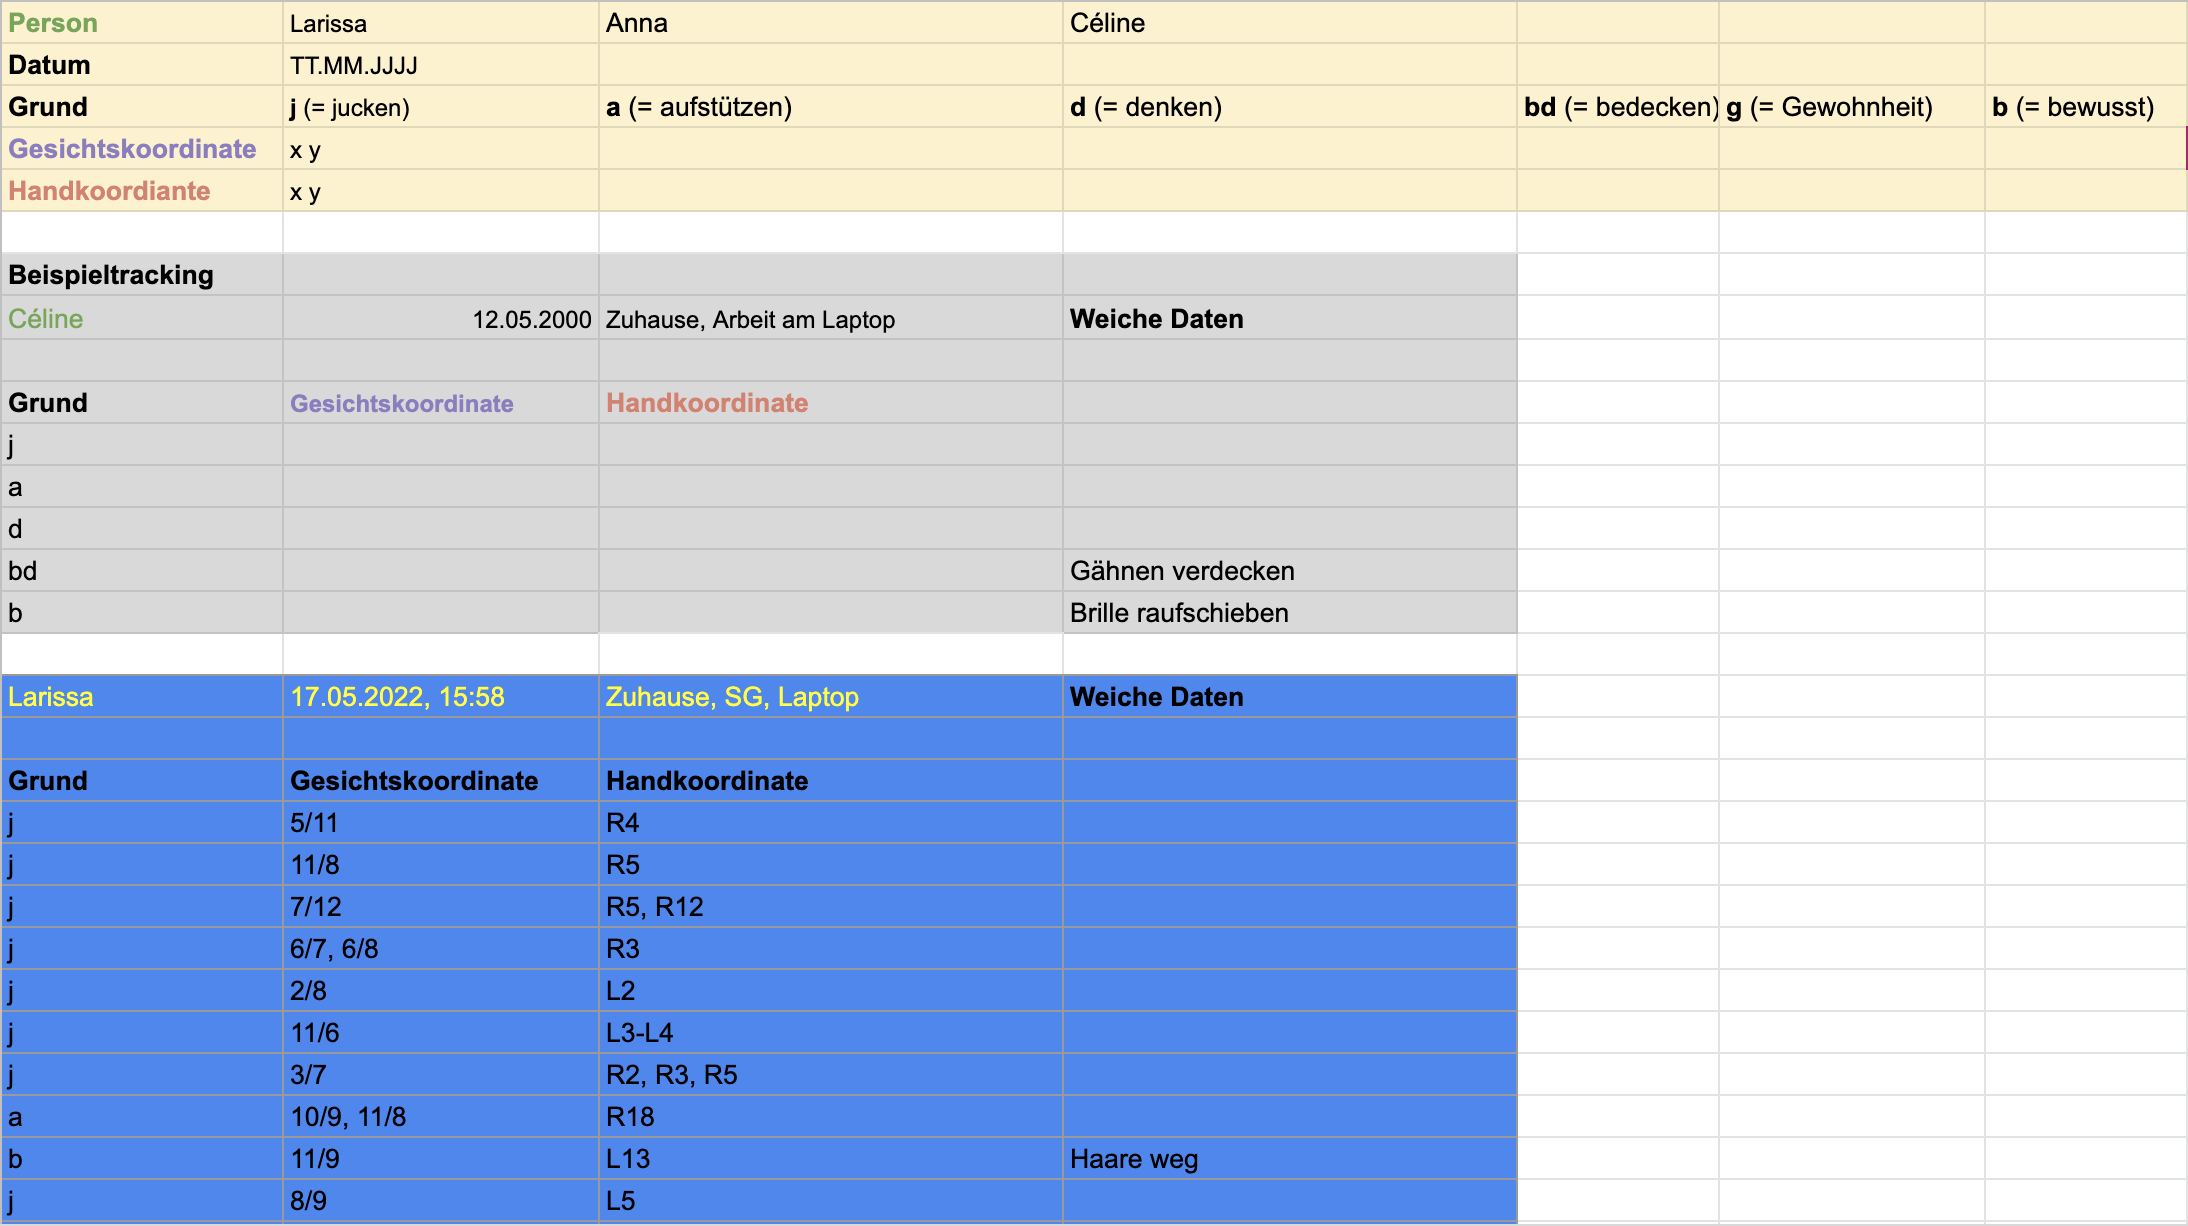 Person Larissa Anna Céline
Datum TT.MM.JJJJ
Grund j (= jucken) a (= aufstützen) d (= denken) bd (= bedecken) g (= Gewohnheit) b (= bewusst)
Gesichtskoordinate x y
Handkoordiante x y
Beispieltracking
Céline 12.05.2000 Zuhause, Arbeit am Laptop Weiche Daten
Grund Gesichtskoordinate Handkoordinate
j
a
d
bd Gähnen verdecken
b Brille raufschieben
Larissa 17.05.2022, 15:58 Zuhause, SG, Laptop Weiche Daten
Grund Gesichtskoordinate Handkoordinate
j 5/11 R4
j 11/8 R5
j 7/12 R5, R12
j 6/7, 6/8 R3
j 2/8 L2
j 11/6 L3-L4
j 3/7 R2, R3, R5
a 10/9, 11/8 R18
b 11/9 L13 Haare weg
j 8/9 L5